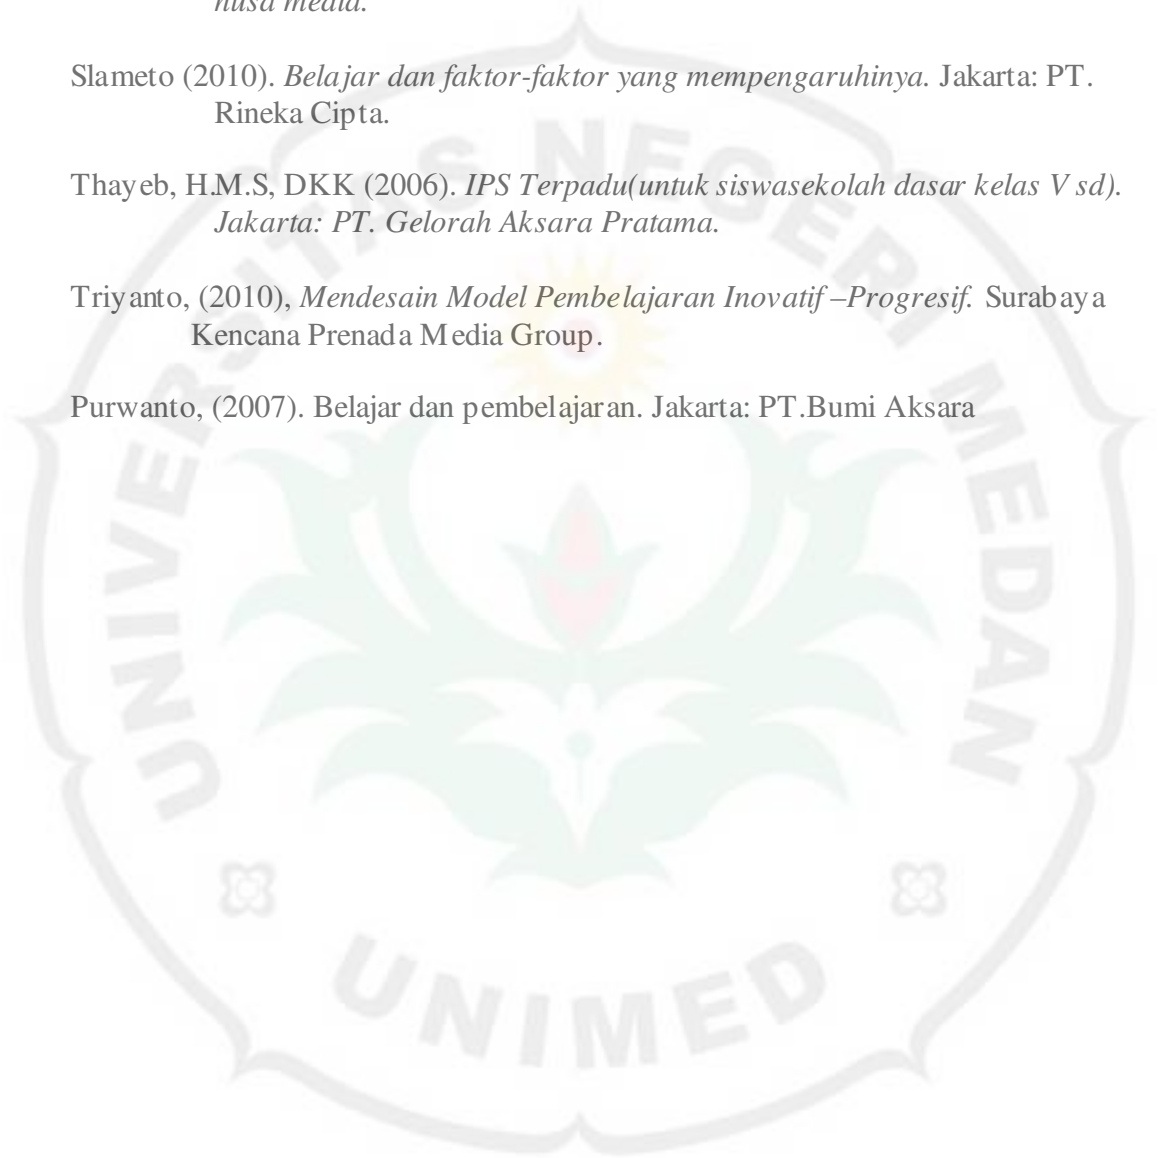 nusa media.
Slameto (2010). Belajar dan faktor-faktor yang mempengaruhinya. Jakarta: PT.
Rineka Cipta.
Thayeb, H.M.S, DKK (2006). IPS Terpadu(untuk siswasekolah dasar kelas V sd).
Jakarta: PT. Gelorah Aksara Pratama.
Triyanto, (2010), Mendesain Model Pembelajaran Inovatif –Progresif. Surabaya
Kencana Prenada Media Group.
Purwanto, (2007). Belajar dan pembelajaran. Jakarta: PT.Bumi Aksara
UNIVERSITAS NEGERI MEDAN
UNIMED